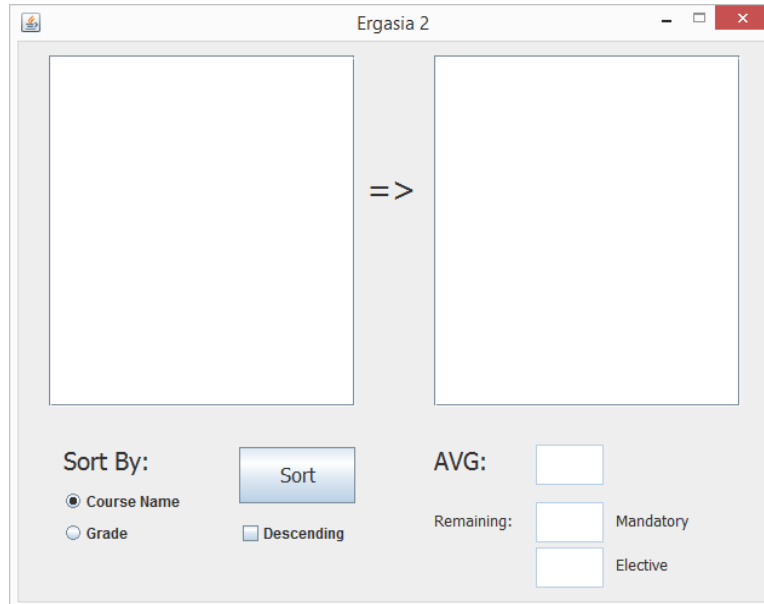 Ergasia 2
=>
Sort By:
Sort
AVG:
Course Name
Remaining:
Mandatory
Grade
Descending
Elective